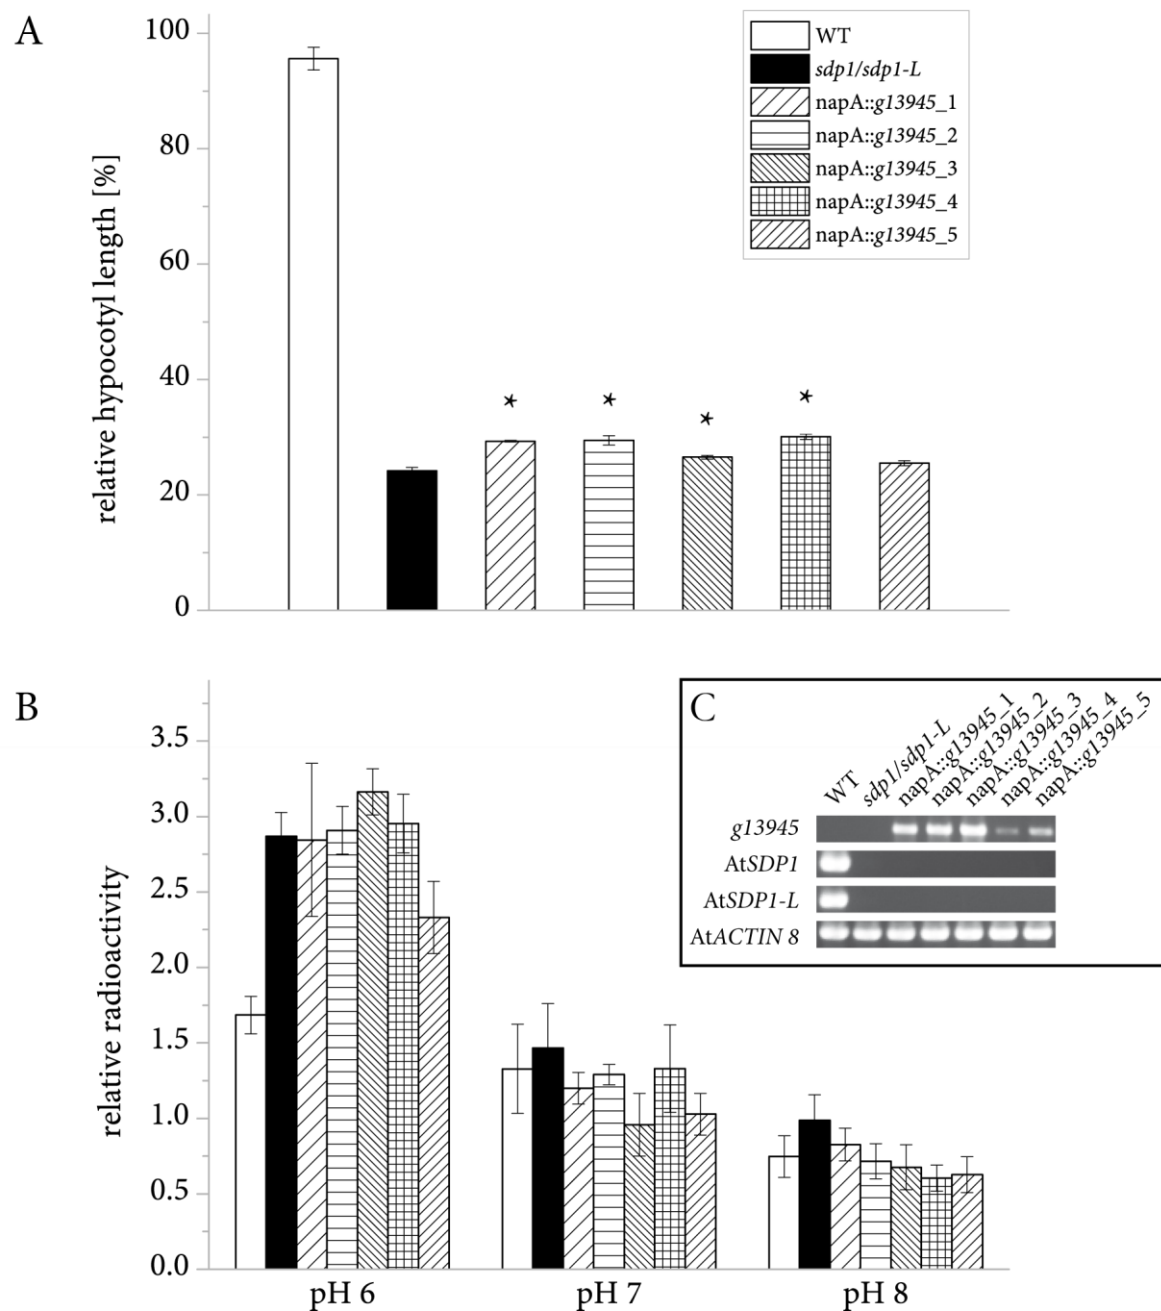 A
100
80
60
40
20
0
relative hypocotyl length [%]
WT
sdp1/sdp1-L
napA::g13945_1
napA::g13945_2
napA::g13945_3
napA::g13945_4
napA::g13945_5
* * * *
B
3.5
3.0
2.5
2.0
1.5
1.0
0.5
0.0
relative radioactivity
pH 6 pH 7 pH 8
C
WT
sdp1/sdp1-L
napA::g13945_1
napA::g13945_2
napA::g13945_3
napA::g13945_4
napA::g13945_5
g13945
AtSDP1
AtSDP1-L
AtACTIN 8